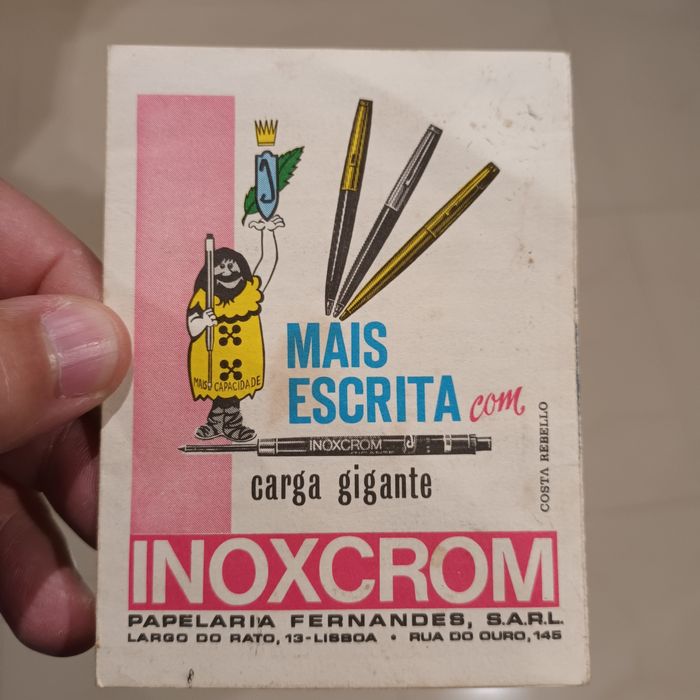 J
MAIS CAPACIDADE
MAIS
ESCRITA com
INOXCROM
carga gigante
COSTA REBELLO
INOXCROM
PAPELARIA FERNANDES, S.A.R.L.
LARGO DO RATO, 13-LISBOA • RUA DO OURO, 145